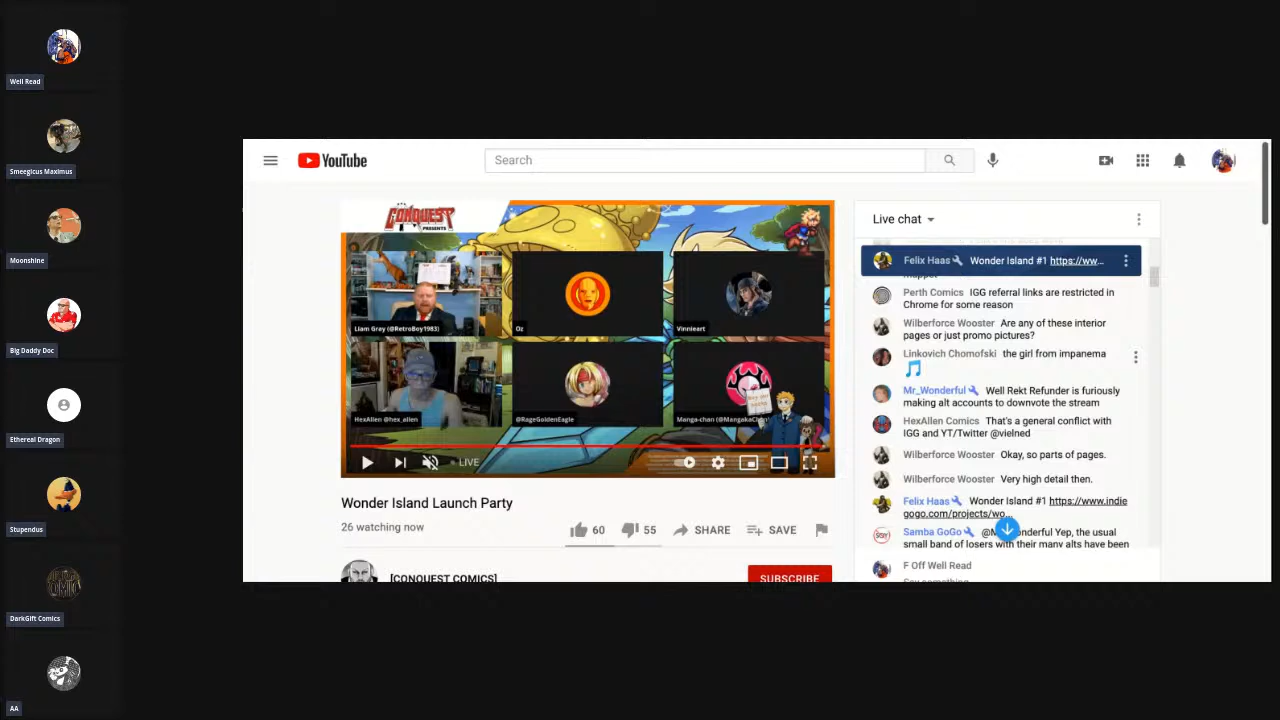 Well Read
Smeegicus Maximus
Moonshine
Big Daddy Doc
Ethereal Dragon
Stupendus
DarkGift Comics
AA
YouTube
Search
CONQUEST
PRESENTS
Liam Gray (@RetroBoy1983)
Oz
Vinnieart
HexAllen @hex_allen
@RageGoldenEagle
LIVE
Wonder Island Launch Party
26 watching now
60
55
SHARE
SAVE
[CONQUEST COMICS]
SUBSCRIBE
Live chat
Felix Haas Wonder Island #1 https://ww...
Perth Comics IGG referral links are restricted in
Chrome for some reason
Wilberforce Wooster Are any of these interior
pages or just promo pictures?
Linkovich Chomofski the girl from impanema
Mr_Wonderful Well Rekt Refunder is furiously
making alt accounts to downvote the stream
HexAllen Comics That's a general conflict with
IGG and YT/Twitter @vielned
Wilberforce Wooster Okay, so parts of pages.
Wilberforce Wooster Very high detail then.
Felix Haas Wonder Island #1 https://www.indie
gogo.com/projects/wo...
Samba GoGo Yep, the usual
small band of losers with their many alts have been
F Off Well Read